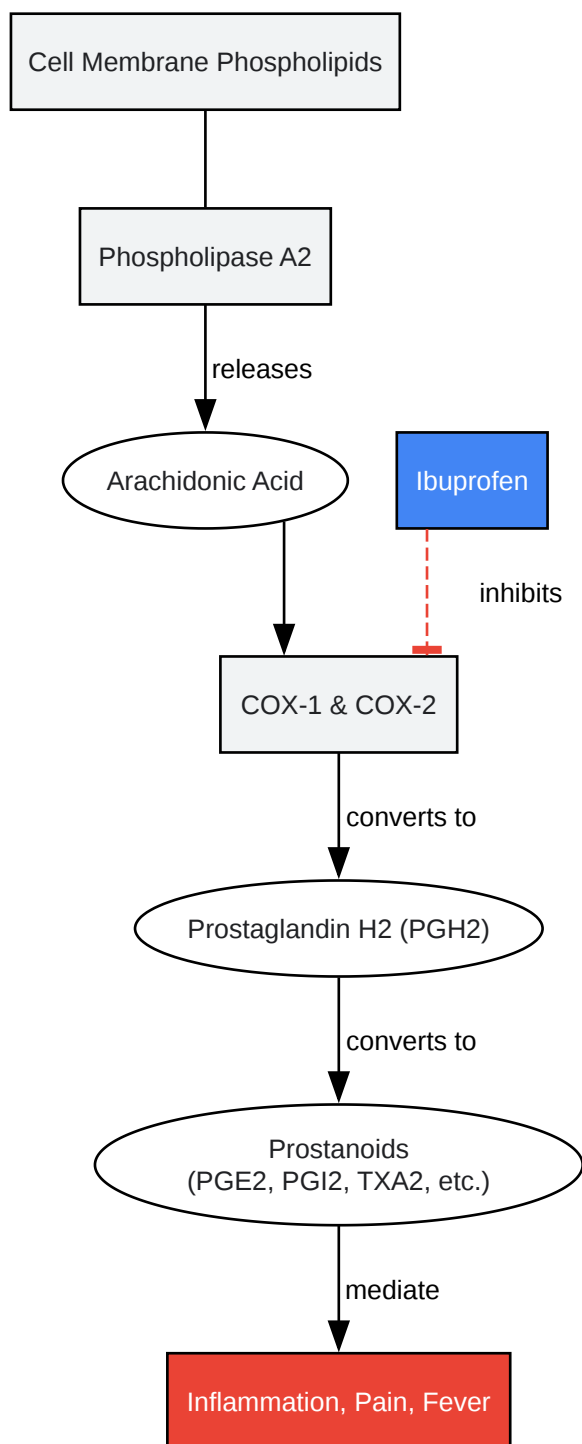 Cell Membrane Phospholipids
Phospholipase A2
releases
Arachidonic Acid
Ibuprofen
inhibits
COX-1 & COX-2
converts to
Prostaglandin H2 (PGH2)
converts to
Prostanoids
(PGE2, PGI2, TXA2, etc.)
mediate
Inflammation, Pain, Fever